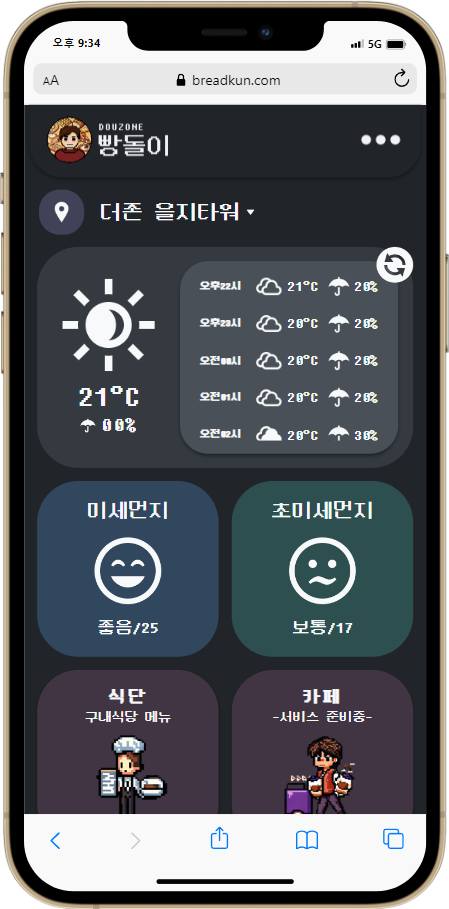 오후 9:34
5G
AA
breadkun.com
DOUZONE
빵돌이
더존 을지타워
오후22시 21°C 20%
오후23시 20°C 20%
오전00시 20°C 20%
오전01시 20°C 20%
오전02시 20°C 30%
21°C
00%
미세먼지
좋음/25
초미세먼지
보통/17
식단
구내식당 메뉴
카페
-서비스 준비중-